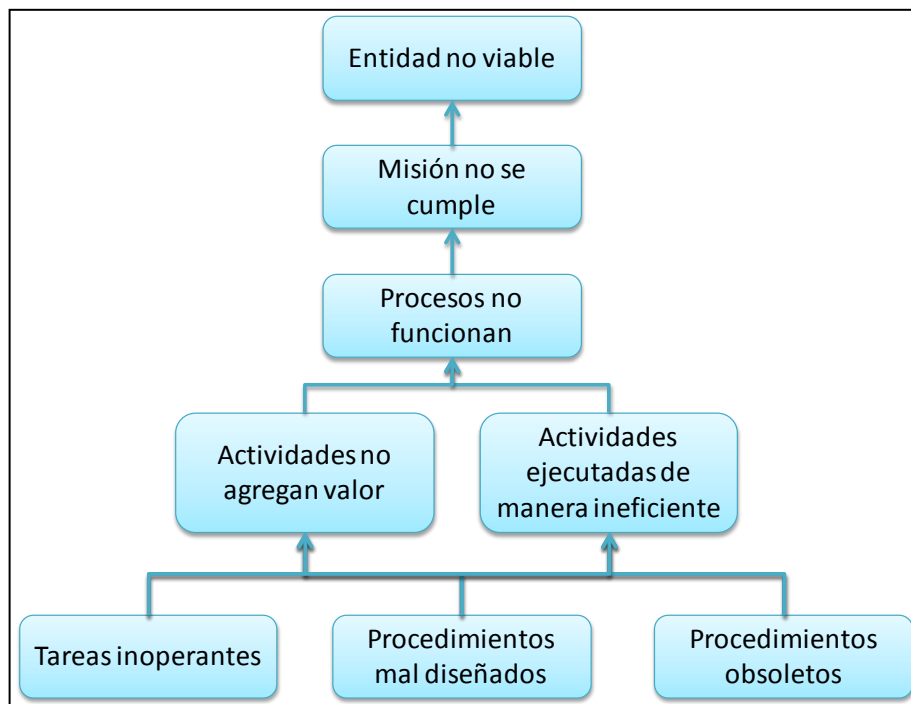 Entidad no viable
Misión no se
cumple
Procesos no
funcionan
Actividades no
agregan valor
Actividades
ejecutadas de
manera ineficiente
Tareas inoperantes
Procedimientos
mal diseñados
Procedimientos
obsoletos